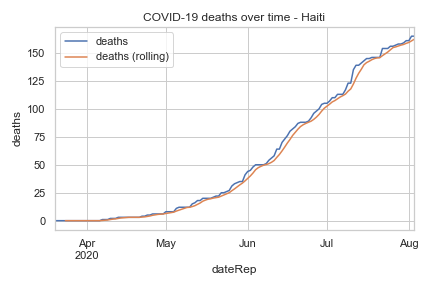 COVID-19 deaths over time - Haiti
deaths
deaths (rolling)
deaths
150
125
100
75
50
25
0
Apr
2020
May
Jun
Jul
Aug
dateRep